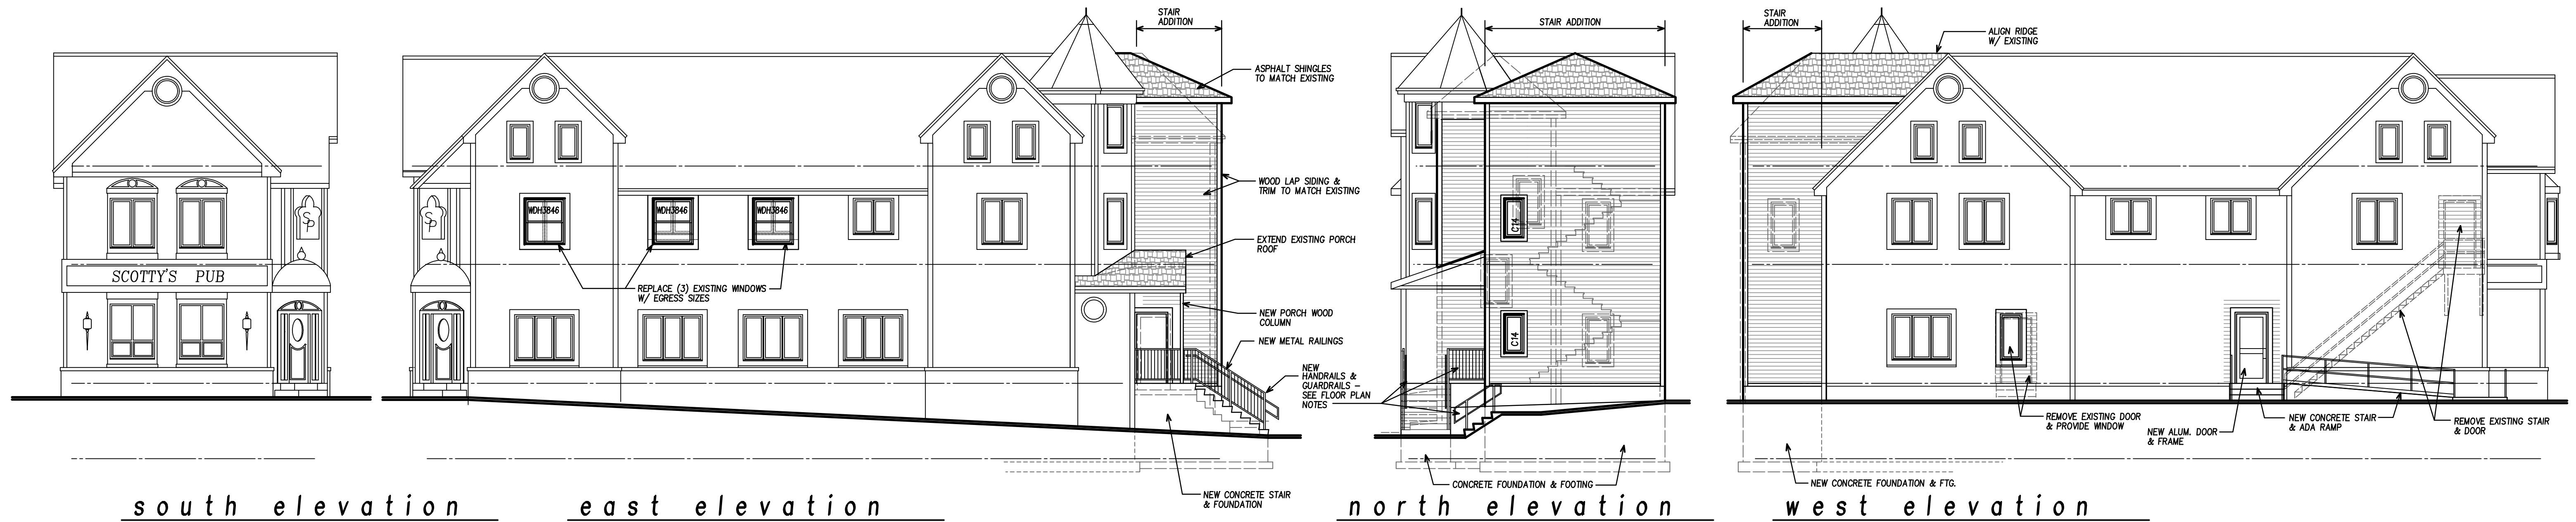 STAIR
ADDITION
STAIR ADDITION
STAIR
ADDITION
ALIGN RIDGE
W/ EXISTING
ASPHALT SHINGLES
TO MATCH EXISTING
WOOD LAP SIDING &
TRIM TO MATCH EXISTING
WDH3846
WDH3846
WDH3846
SP
SP
C14
EXTEND EXISTING PORCH
ROOF
SCOTTY'S PUB
REPLACE (3) EXISTING WINDOWS
W/ EGRESS SIZES
NEW PORCH WOOD
COLUMN
NEW METAL RAILINGS
C14
NEW
HANDRAILS &
GUARDRAILS -
SEE FLOOR PLAN
NOTES
REMOVE EXISTING DOOR
& PROVIDE WINDOW
NEW ALUM. DOOR
& FRAME
NEW CONCRETE STAIR
& ADA RAMP
REMOVE EXISTING STAIR
& DOOR
NEW CONCRETE STAIR
& FOUNDATION
CONCRETE FOUNDATION & FOOTING
NEW CONCRETE FOUNDATION & FTG.
south elevation
east elevation
north elevation
west elevation